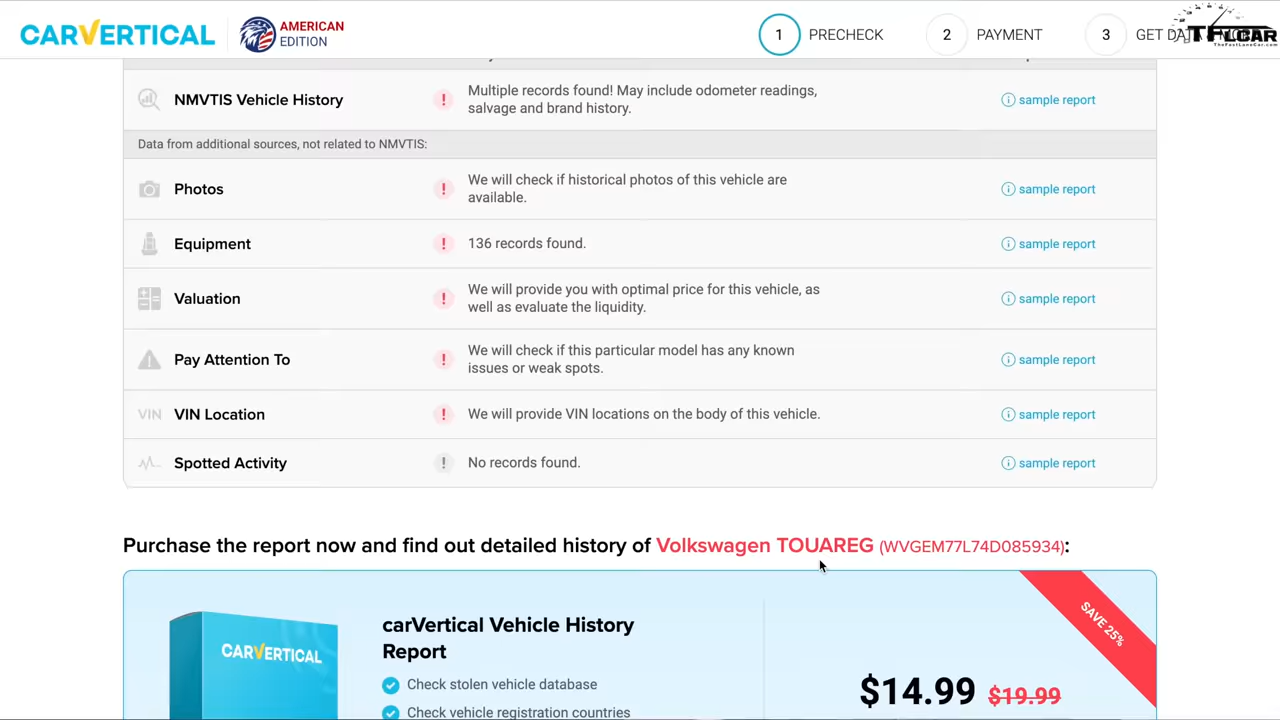 CARVERTICAL
AMERICAN
EDITION
1
PRECHECK
2
PAYMENT
3
GET DATA
TFLCAR
TheFastLaneCar.com
NMVTIS Vehicle History
Multiple records found! May include odometer readings,
salvage and brand history.
sample report
Data from additional sources, not related to NMVTIS:
Photos
We will check if historical photos of this vehicle are
available.
sample report
Equipment
136 records found.
sample report
Valuation
We will provide you with optimal price for this vehicle, as
well as evaluate the liquidity.
sample report
Pay Attention To
We will check if this particular model has any known
issues or weak spots.
sample report
VIN
VIN Location
We will provide VIN locations on the body of this vehicle.
sample report
Spotted Activity
No records found.
sample report
Purchase the report now and find out detailed history of Volkswagen TOUAREG (WVGEM77L74D085934):
CARVERTICAL
carVertical Vehicle History
Report
Check stolen vehicle database
Check vehicle registration countries
SAVE 25%
$14.99 $19.99